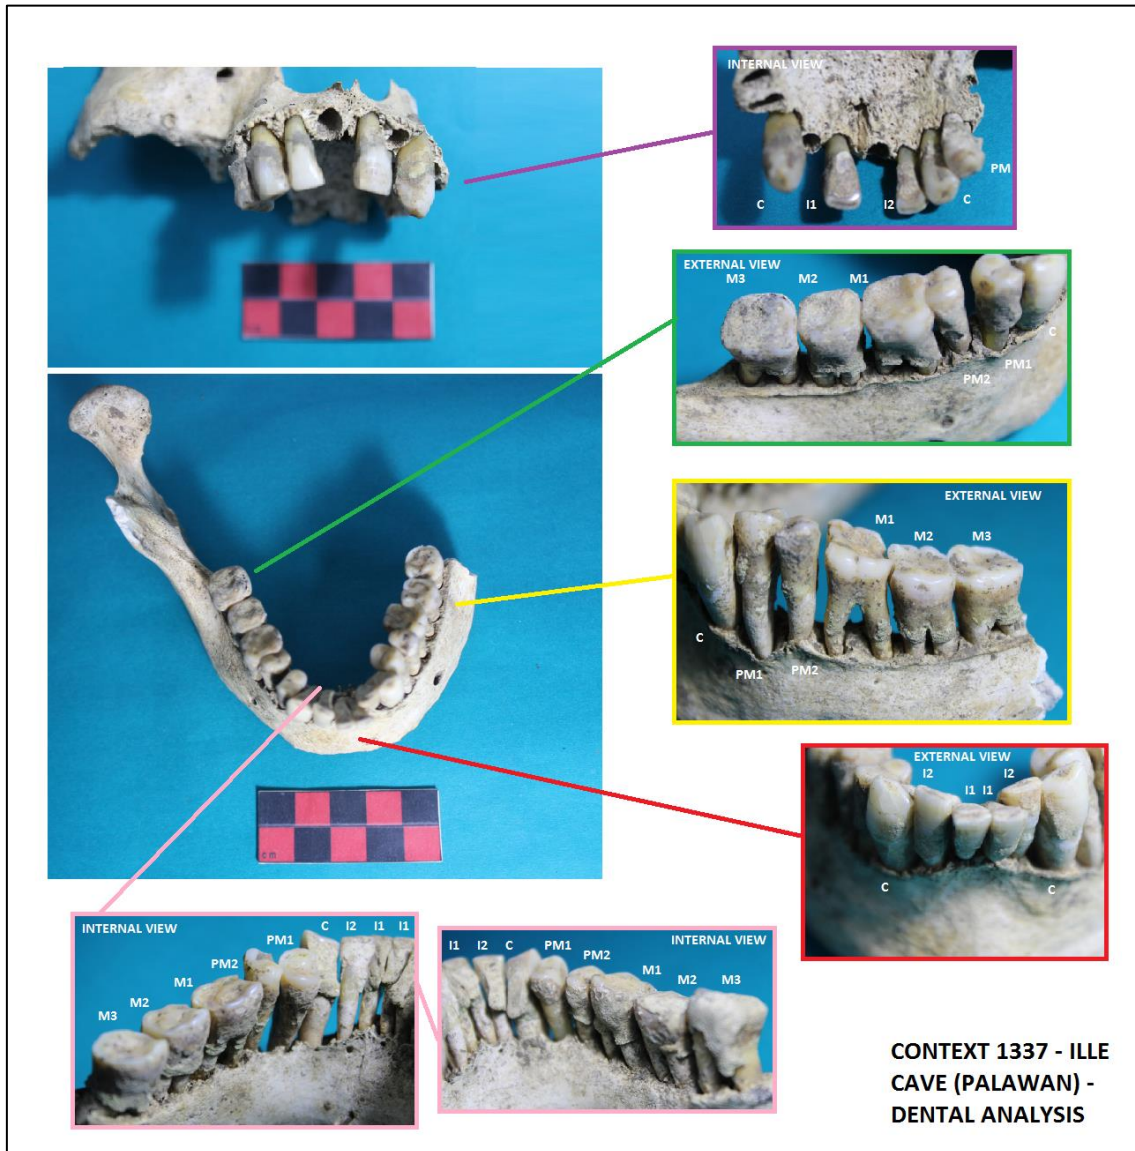 INTERNAL VIEW
PM
C I1 I2 C
EXTERNAL VIEW
M3 M2 M1
C
PM1
PM2
EXTERNAL VIEW
M1
M2 M3
C
PM1 PM2
EXTERNAL VIEW
I2 I2
I1 I1
C C
INTERNAL VIEW
C I2 I1 I1
PM1
PM2
M1
M2
M3
I1 I2 C PM1 INTERNAL VIEW
PM2
M1
M2 M3
cm
CONTEXT 1337 - ILLE
CAVE (PALAWAN) -
DENTAL ANALYSIS